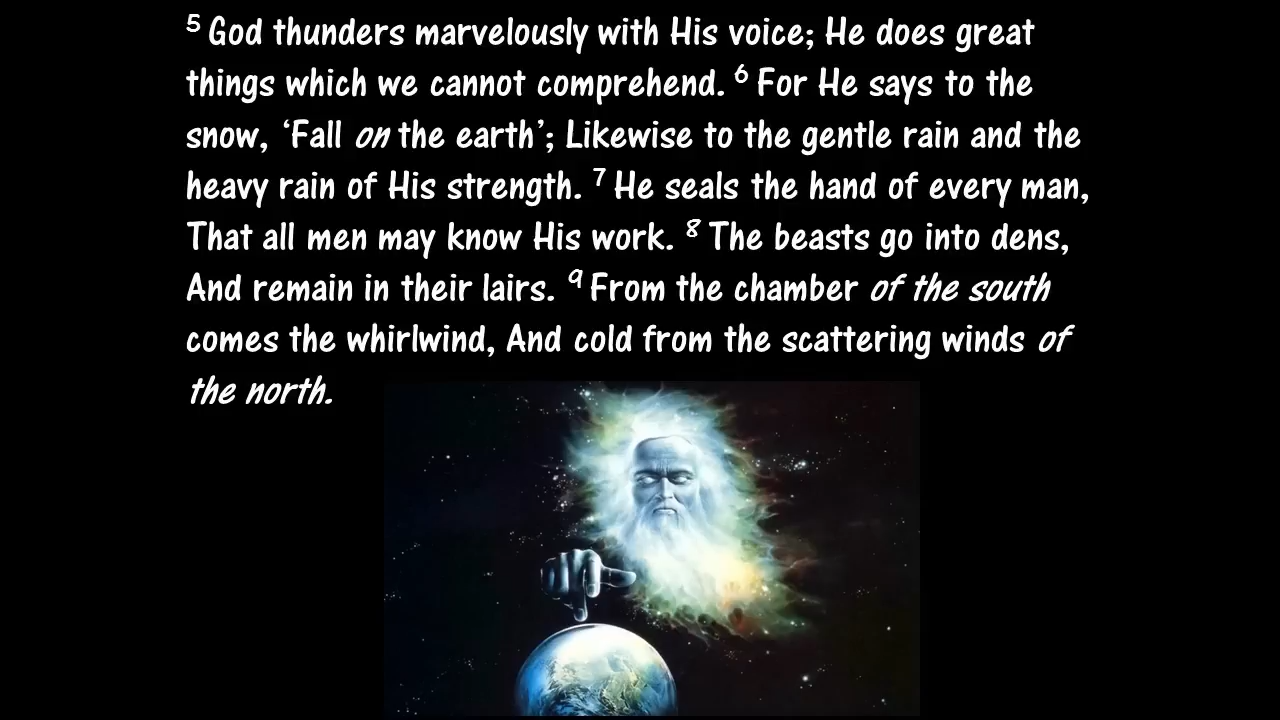 ⁵ God thunders marvelously with His voice; He does great
things which we cannot comprehend. ⁶ For He says to the
snow, ‘Fall on the earth’; Likewise to the gentle rain and the
heavy rain of His strength. ⁷ He seals the hand of every man,
That all men may know His work. ⁸ The beasts go into dens,
And remain in their lairs. ⁹ From the chamber of the south
comes the whirlwind, And cold from the scattering winds of
the north.